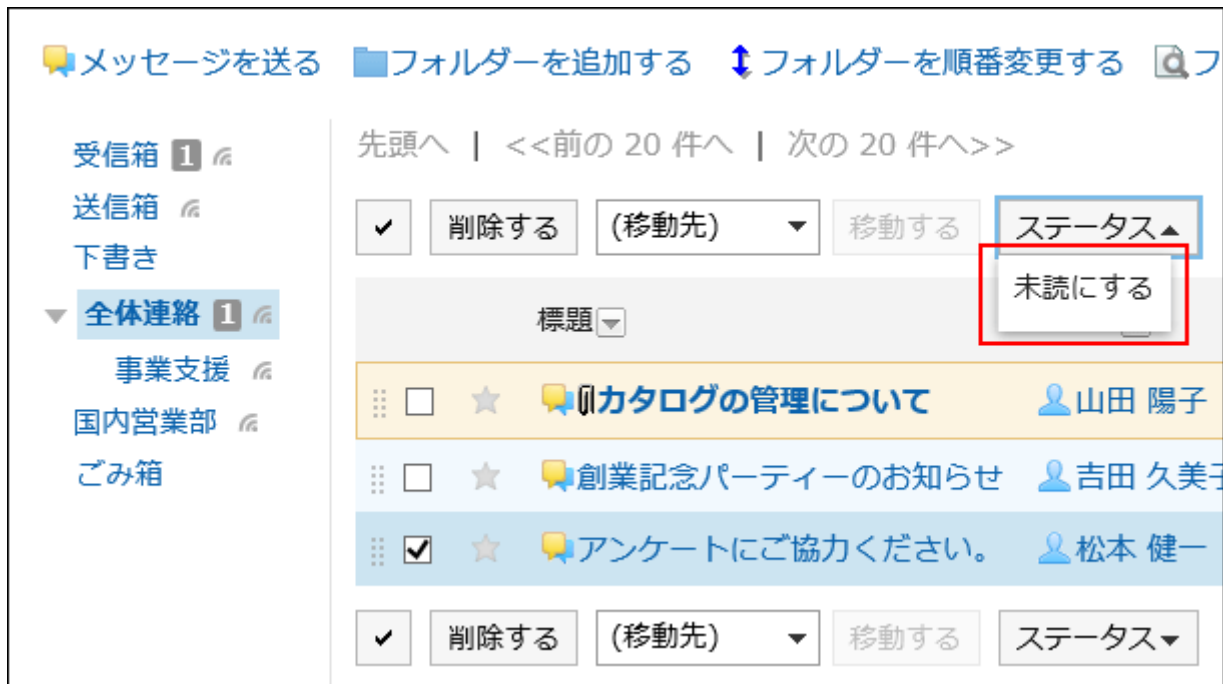 メッセージを送る フォルダーを追加する フォルダーを順番変更する フ
受信箱 1
送信箱
下書き
全体連絡 1
事業支援
国内営業部
ごみ箱
先頭へ | <<前の 20 件へ | 次の 20 件へ>>
削除する (移動先) 移動する ステータス
未読にする
標題
カタログの管理について 山田 陽子
創業記念パーティーのお知らせ 吉田 久美子
アンケートにご協力ください。 松本 健一
削除する (移動先) 移動する ステータス